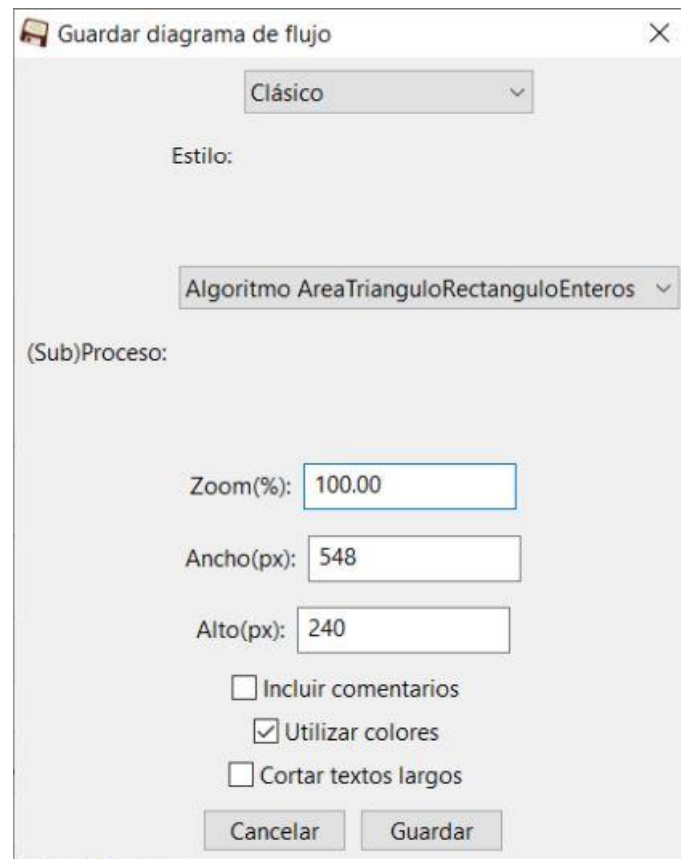 Guardar diagrama de flujo
Clásico
Estilo:
Algoritmo AreaTrianguloRectanguloEnteros
(Sub)Proceso:
Zoom(%): 100.00
Ancho(px): 548
Alto(px): 240
Incluir comentarios
Utilizar colores
Cortar textos largos
Cancelar Guardar